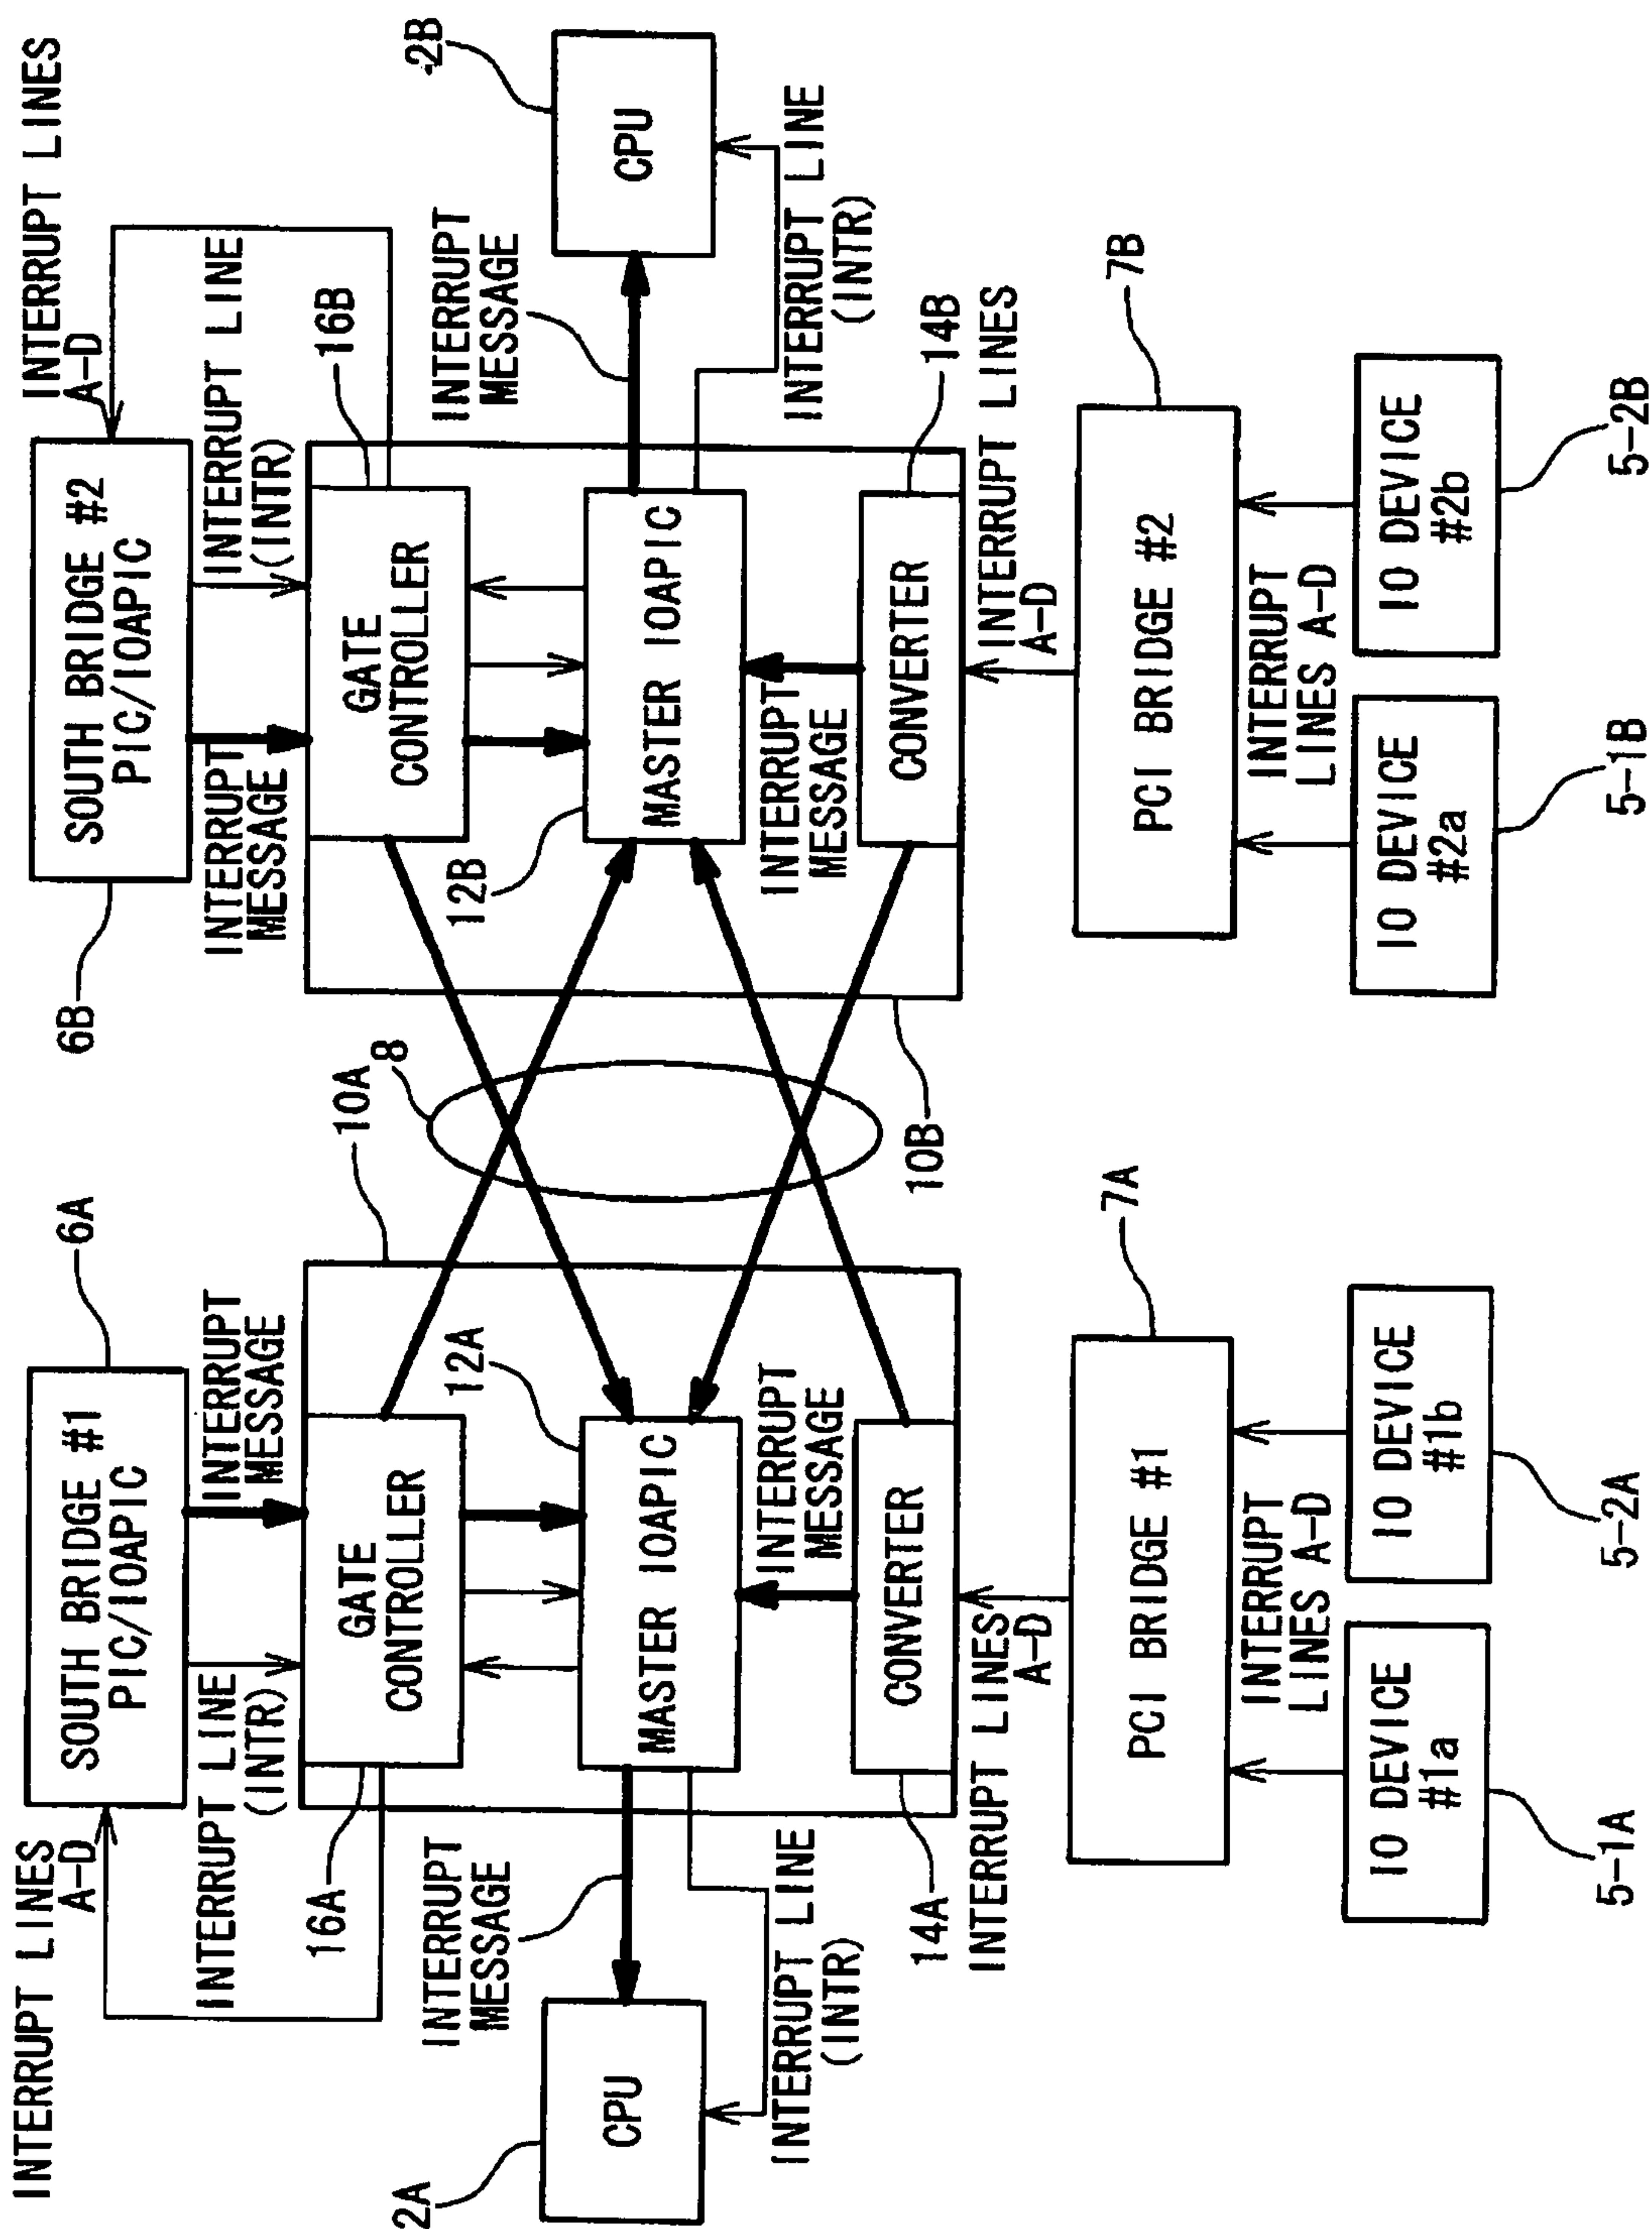 INTERRUPT LINES
A-D
SOUTH BRIDGE #1
PIC/IOAPIC
6A
INTERRUPT LINE
(INTR)
INTERRUPT
MESSAGE
16A
GATE
CONTROLLER
10A
INTERRUPT
MESSAGE
2A
CPU
INTERRUPT LINE
(INTR)
MASTER IOAPIC
12A
INTERRUPT
MESSAGE
14A
CONVERTER
INTERRUPT LINES
A-D
PCI BRIDGE #1
7A
INTERRUPT
LINES A-D
IO DEVICE
#1a
5-1A
IO DEVICE
#1b
5-2A
8
6B
SOUTH BRIDGE #2
PIC/IOAPIC
INTERRUPT LINES
A-D
INTERRUPT
MESSAGE
INTERRUPT LINE
(INTR)
GATE
CONTROLLER
16B
12B
MASTER IOAPIC
INTERRUPT
MESSAGE
2B
CPU
INTERRUPT LINE
(INTR)
INTERRUPT
MESSAGE
CONVERTER
14B
10B
INTERRUPT LINES
A-D
PCI BRIDGE #2
7B
INTERRUPT
LINES A-D
IO DEVICE
#2a
5-1B
IO DEVICE
#2b
5-2B